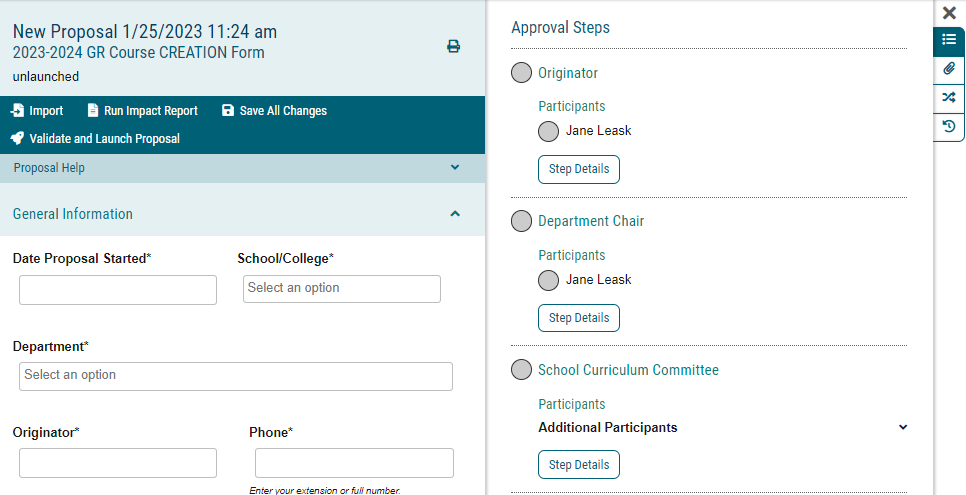 New Proposal 1/25/2023 11:24 am
2023-2024 GR Course CREATION Form
unlaunched
Import Run Impact Report Save All Changes
Validate and Launch Proposal
Proposal Help
General Information
Date Proposal Started* School/College*
Select an option
Department*
Select an option
Originator* Phone*
Enter your extension or full number.
Approval Steps
Originator
Participants
Jane Leask
Step Details
Department Chair
Participants
Jane Leask
Step Details
School Curriculum Committee
Participants
Additional Participants
Step Details